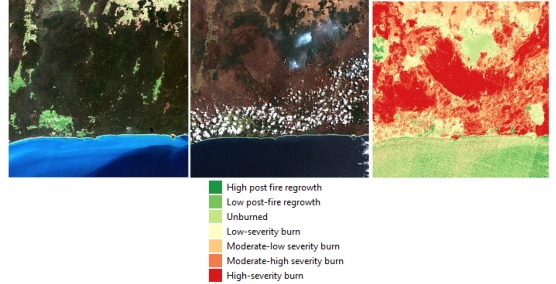 High post fire regrowth
Low post-fire regrowth
Unburned
Low-severity burn
Moderate-low severity burn
Moderate-high severity burn
High-severity burn